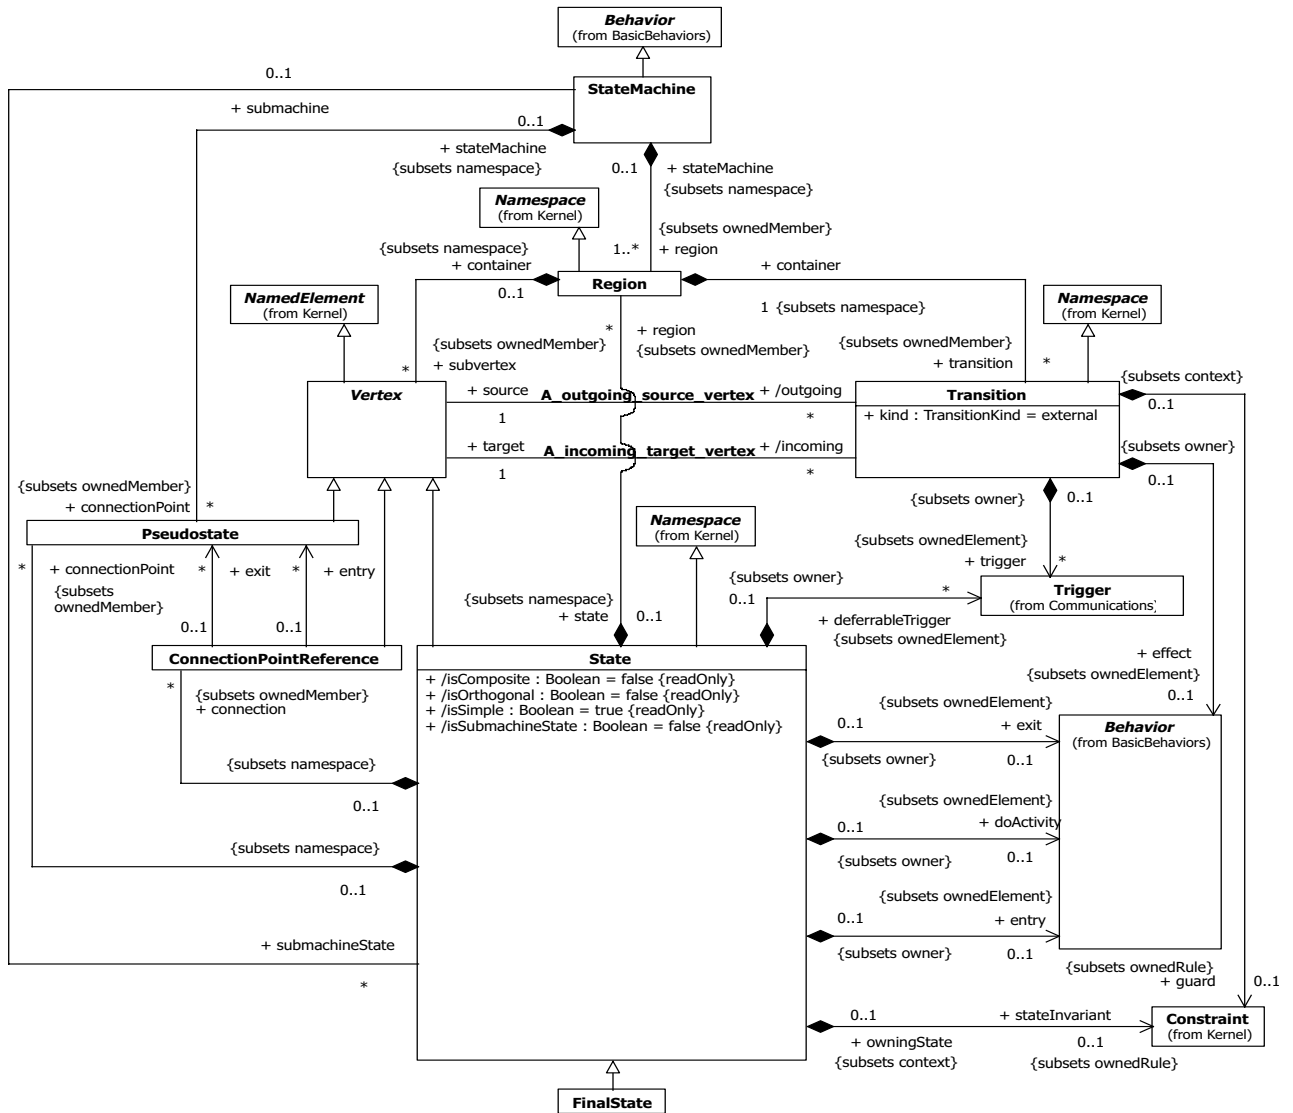 Behavior
(from BasicBehaviors)
0..1
StateMachine
+ submachine
0..1
+ stateMachine
{subsets namespace}
0..1
+ stateMachine
{subsets namespace}
Namespace
(from Kernel)
{subsets ownedMember}
1..*
+ region
{subsets namespace}
+ container
0..1
Region
+ container
1 {subsets namespace}
NamedElement
(from Kernel)
Namespace
(from Kernel)
*
+ region
{subsets ownedMember}
{subsets ownedMember}
+ subvertex
*
{subsets ownedMember}
+ transition
*
Vertex
+ source
A_outgoing_source_vertex
+ /outgoing
1
*
Transition
+ kind : TransitionKind = external
{subsets context}
0..1
+ target
A_incoming_target_vertex
+ /incoming
1
*
{subsets owner}
0..1
{subsets ownedMember}
+ connectionPoint
*
{subsets owner}
0..1
Pseudostate
Namespace
(from Kernel)
{subsets ownedElement}
+ trigger
*
*
+ connectionPoint
{subsets
ownedMember}
*
+ exit
*
+ entry
{subsets owner}
0..1
*
Trigger
(from Communications)
{subsets namespace}
+ state
0..1
+ deferrableTrigger
{subsets ownedElement}
0..1
0..1
ConnectionPointReference
State
+ /isComposite : Boolean = false {readOnly}
+ /isOrthogonal : Boolean = false {readOnly}
+ /isSimple : Boolean = true {readOnly}
+ /isSubmachineState : Boolean = false {readOnly}
+ effect
{subsets ownedElement}
0..1
*
{subsets ownedMember}
+ connection
{subsets ownedElement}
0..1
+ exit
{subsets owner}
0..1
Behavior
(from BasicBehaviors)
{subsets namespace}
0..1
{subsets ownedElement}
0..1
+ doActivity
{subsets owner}
0..1
{subsets namespace}
0..1
{subsets ownedElement}
0..1
+ entry
{subsets owner}
0..1
+ submachineState
*
{subsets ownedRule}
+ guard
0..1
0..1
+ stateInvariant
+ owningState
0..1
{subsets context}
{subsets ownedRule}
Constraint
(from Kernel)
FinalState